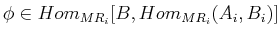 ϕ ∈ Hom_{MR_i}[B, Hom_{MR_i}(A_i, B_i)]